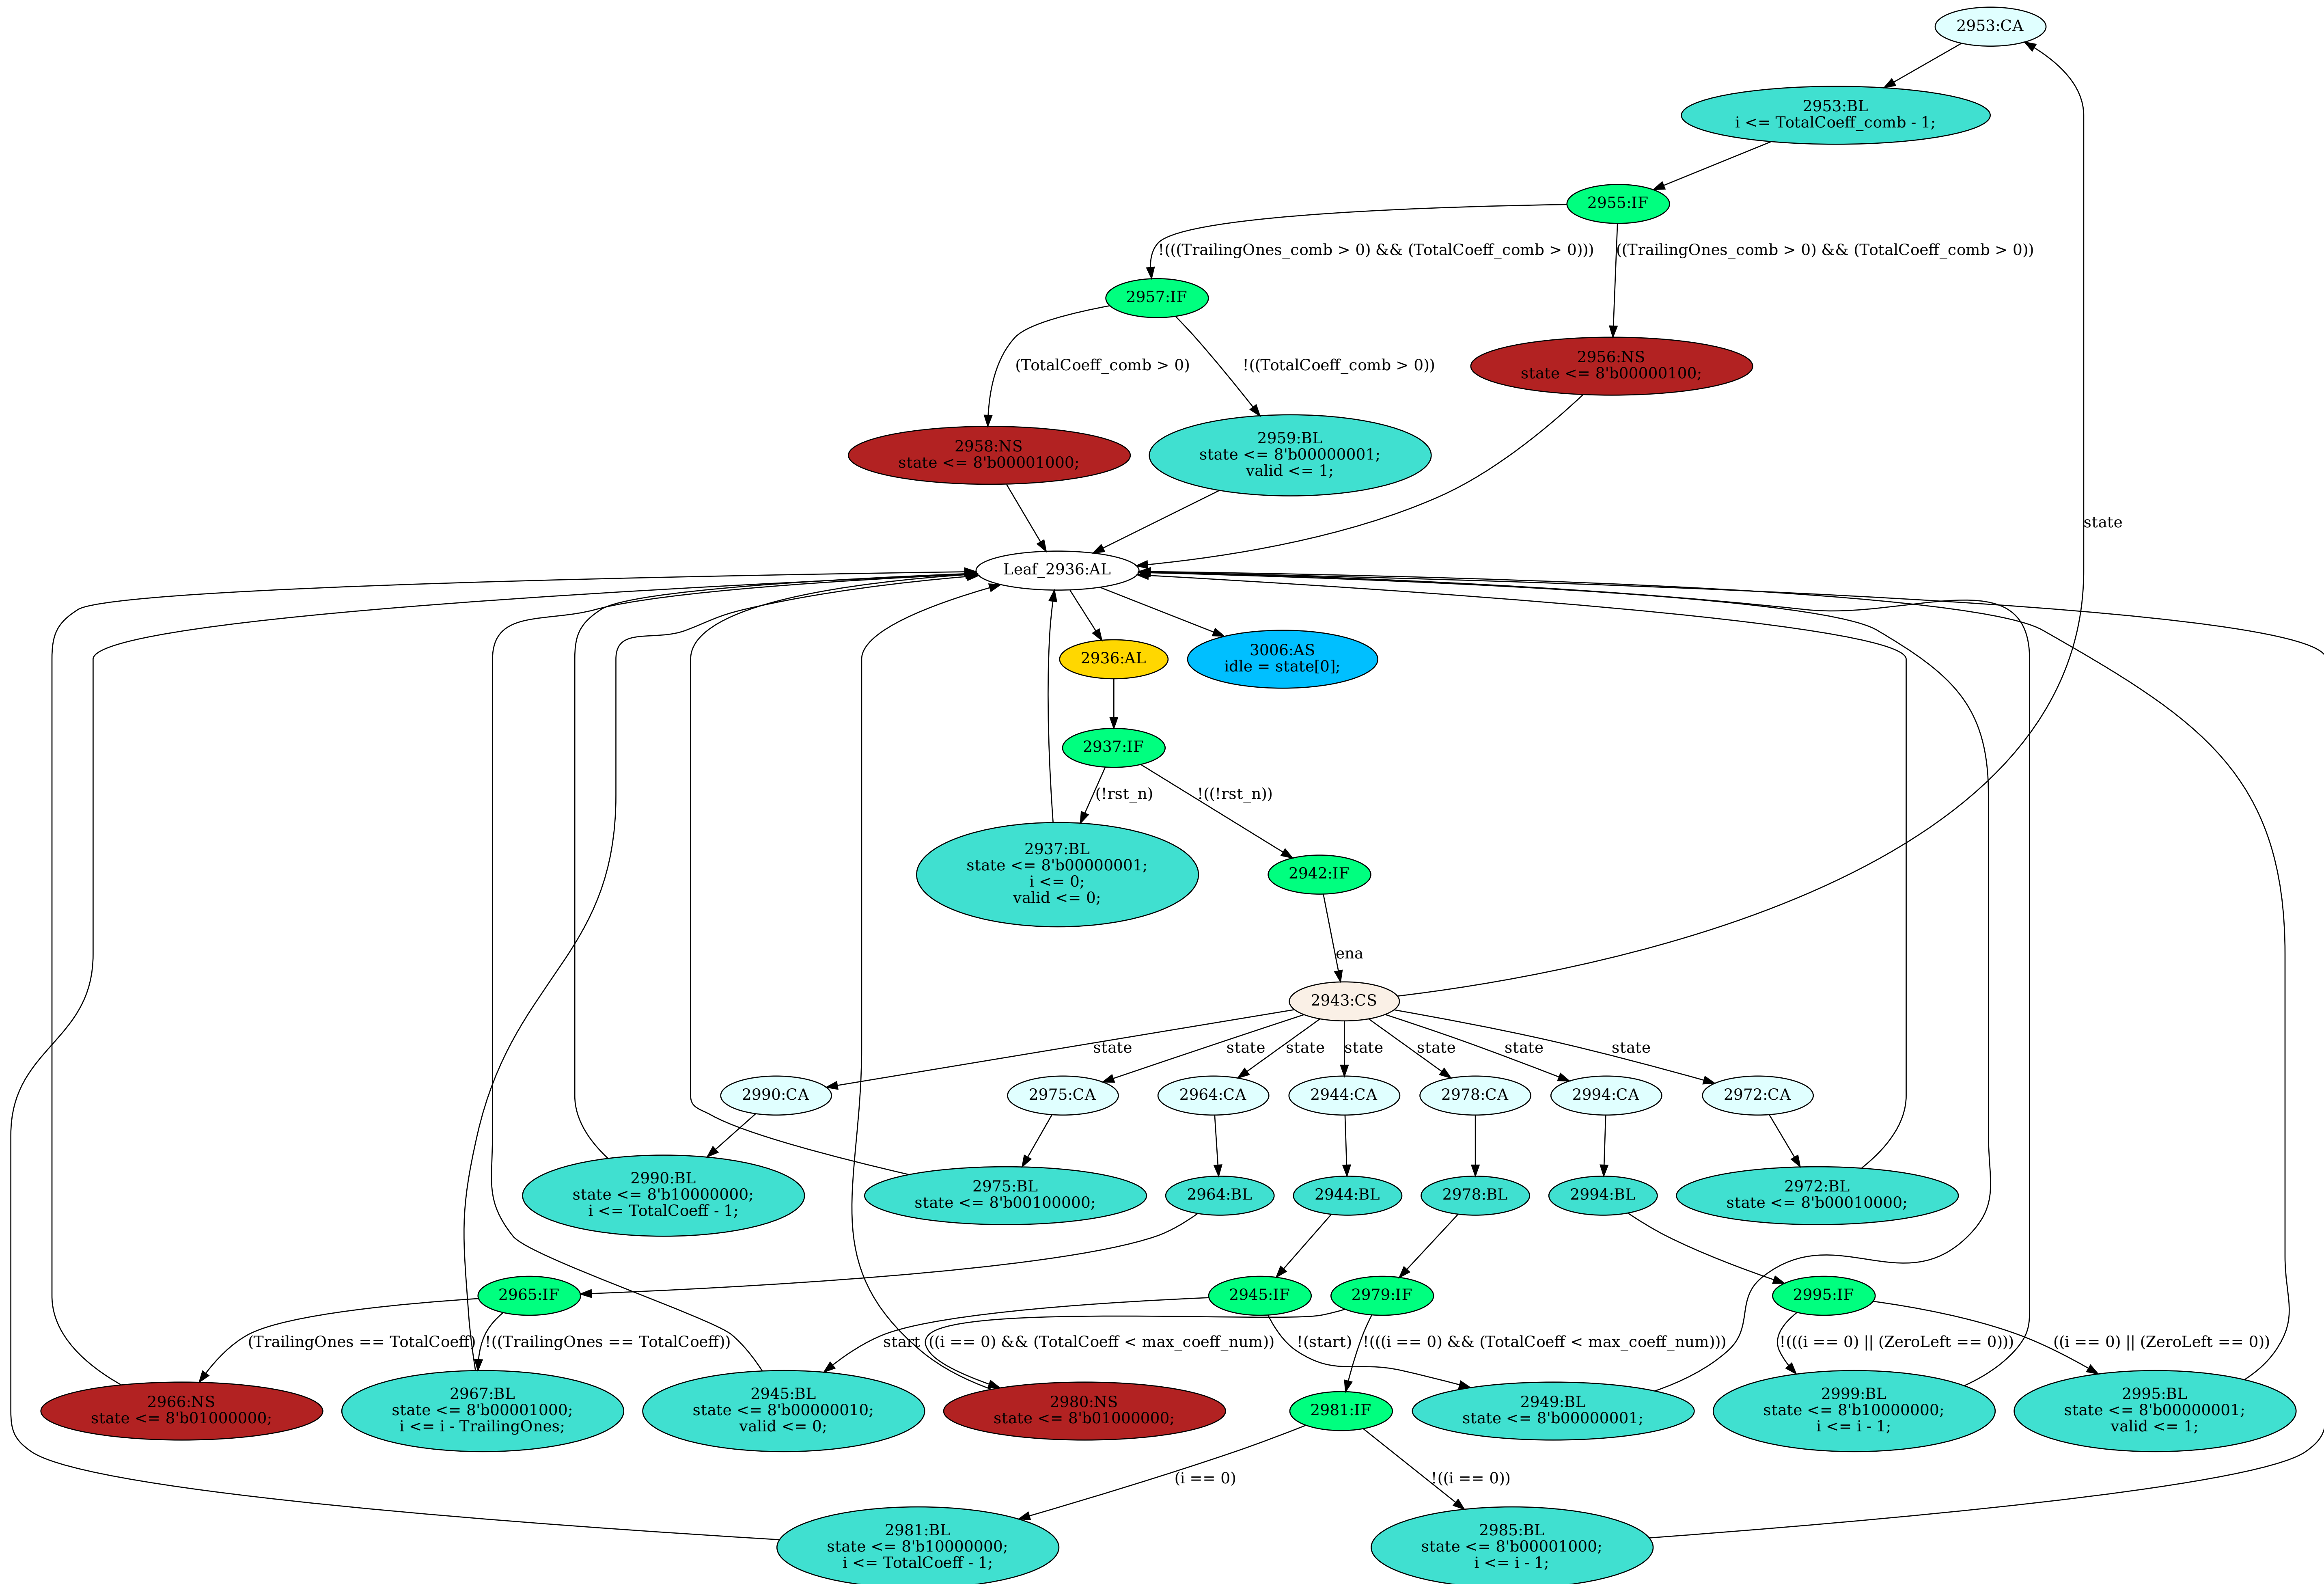 2953:CA
2953:BL
i <= TotalCoeff_comb - 1;
2955:IF
!(((TrailingOnes_comb > 0) && (TotalCoeff_comb > 0)))
((TrailingOnes_comb > 0) && (TotalCoeff_comb > 0))
2957:IF
2956:NS
state <= 8'b00000100;
(TotalCoeff_comb > 0)
!((TotalCoeff_comb > 0))
2958:NS
state <= 8'b00001000;
2959:BL
state <= 8'b00000001;
valid <= 1;
state
Leaf_2936:AL
2936:AL
3006:AS
idle = state[0];
2937:IF
(!rst_n)
!((!rst_n))
2937:BL
state <= 8'b00000001;
i <= 0;
valid <= 0;
2942:IF
ena
2943:CS
state
state
state
state
state
state
state
2990:CA
2975:CA
2964:CA
2944:CA
2978:CA
2994:CA
2972:CA
2990:BL
state <= 8'b10000000;
i <= TotalCoeff - 1;
2975:BL
state <= 8'b00100000;
2964:BL
2944:BL
2978:BL
2994:BL
2972:BL
state <= 8'b00010000;
2965:IF
2945:IF
2979:IF
2995:IF
(TrailingOnes == TotalCoeff)
!((TrailingOnes == TotalCoeff))
start
((i == 0) && (TotalCoeff < max_coeff_num))
!(start)
!(((i == 0) && (TotalCoeff < max_coeff_num)))
!(((i == 0) || (ZeroLeft == 0)))
((i == 0) || (ZeroLeft == 0))
2966:NS
state <= 8'b01000000;
2967:BL
state <= 8'b00001000;
i <= i - TrailingOnes;
2945:BL
state <= 8'b00000010;
valid <= 0;
2980:NS
state <= 8'b01000000;
2981:IF
2949:BL
state <= 8'b00000001;
2999:BL
state <= 8'b10000000;
i <= i - 1;
2995:BL
state <= 8'b00000001;
valid <= 1;
(i == 0)
!((i == 0))
2981:BL
state <= 8'b10000000;
i <= TotalCoeff - 1;
2985:BL
state <= 8'b00001000;
i <= i - 1;